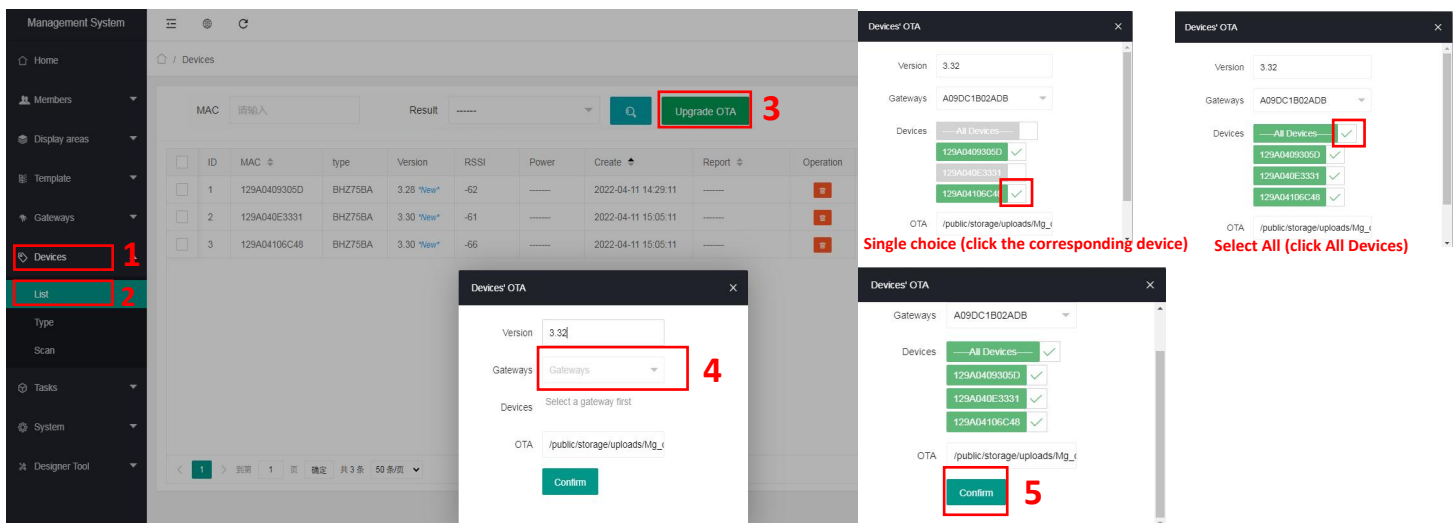 Management System
Home
Members
Display areas
Template
Gateways
Devices
1
List
2
Type
Scan
Tasks
System
Designer Tool
/ Devices
MAC 请输入 Result ------ Upgrade OTA 3
ID MAC type Version RSSI Power Create Report Operation
1 129A0409305D BHZ75BA 3.28 *New* -62 ------- 2022-04-11 14:29:11 -------
2 129A040E3331 BHZ75BA 3.30 *New* -61 ------- 2022-04-11 15:05:11 -------
3 129A04106C48 BHZ75BA 3.30 *New* -66 ------- 2022-04-11 15:05:11 -------
< 1 > 到第 1 页 确定 共 3 条 50 条/页
Devices' OTA ×
Version 3.32
Gateways Gateways 4
Devices Select a gateway first
OTA /public/storage/uploads/Mg_
Confirm
Devices' OTA ×
Version 3.32
Gateways A09DC1B02ADB
Devices -----All Devices-----
129A0409305D
129A040E3331
129A04106C48
OTA /public/storage/uploads/Mg_
Single choice (click the corresponding device)
Devices' OTA ×
Version 3.32
Gateways A09DC1B02ADB
Devices -----All Devices-----
129A0409305D
129A040E3331
129A04106C48
OTA /public/storage/uploads/Mg_
Select All (click All Devices)
Devices' OTA ×
Gateways A09DC1B02ADB
Devices -----All Devices-----
129A0409305D
129A040E3331
129A04106C48
OTA /public/storage/uploads/Mg_
Confirm 5